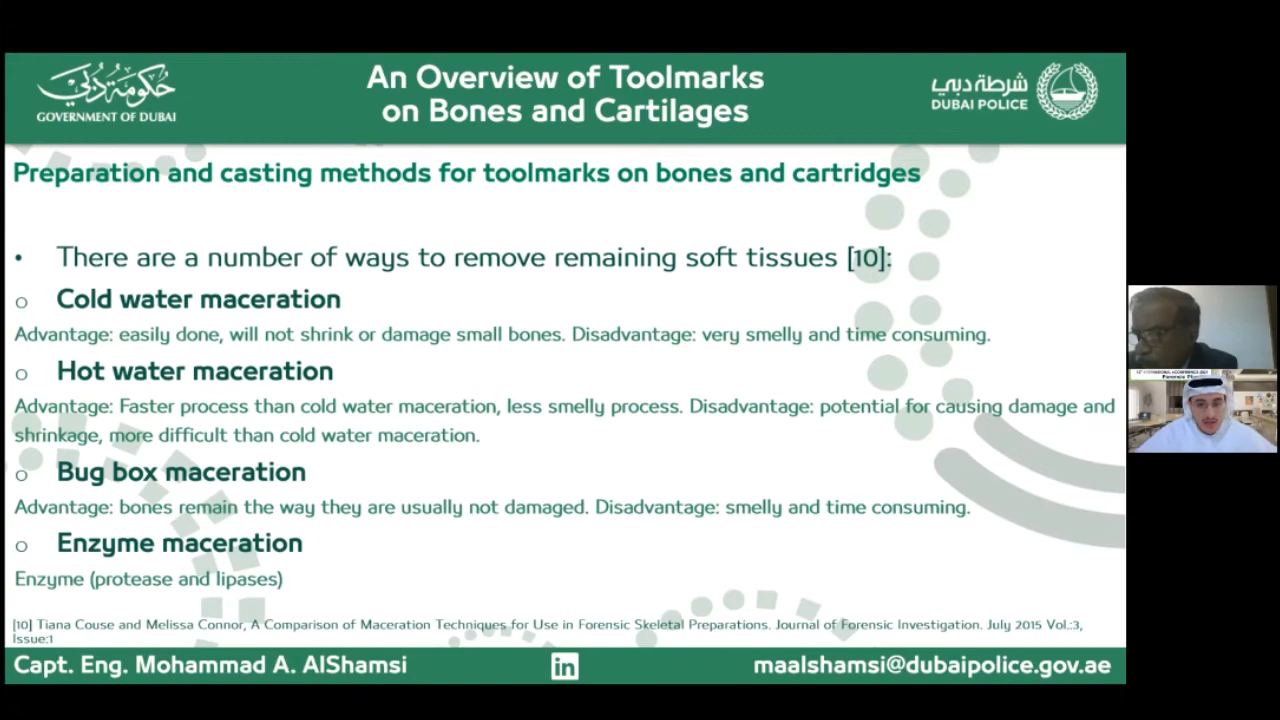 حكومة دبي
GOVERNMENT OF DUBAI
An Overview of Toolmarks
on Bones and Cartilages
شرطة دبي
DUBAI POLICE
Preparation and casting methods for toolmarks on bones and cartridges
• There are a number of ways to remove remaining soft tissues [10]:
o Cold water maceration
Advantage: easily done, will not shrink or damage small bones. Disadvantage: very smelly and time consuming.
o Hot water maceration
Advantage: Faster process than cold water maceration, less smelly process. Disadvantage: potential for causing damage and
shrinkage, more difficult than cold water maceration.
o Bug box maceration
Advantage: bones remain the way they are usually not damaged. Disadvantage: smelly and time consuming.
o Enzyme maceration
Enzyme (protease and lipases)
[10] Tiana Couse and Melissa Connor, A Comparison of Maceration Techniques for Use in Forensic Skeletal Preparations. Journal of Forensic Investigation. July 2015 Vol.:3,
Issue:1
Capt. Eng. Mohammad A. AlShamsi
in
maalshamsi@dubaipolice.gov.ae